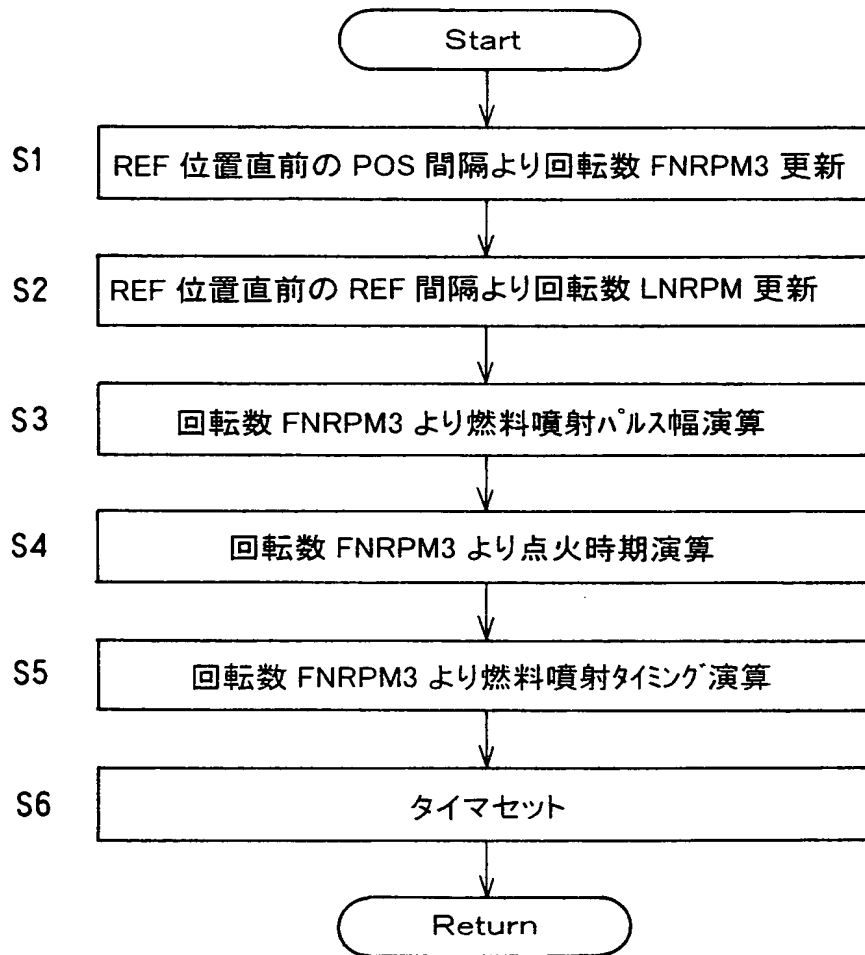 Start
S1 REF 位置直前の POS 間隔より回転数 FNRPM3 更新
S2 REF 位置直前の REF 間隔より回転数 LNRPM 更新
S3 回転数 FNRPM3 より燃料噴射パルス幅演算
S4 回転数 FNRPM3 より点火時期演算
S5 回転数 FNRPM3 より燃料噴射タイミング演算
S6 タイマセット
Return